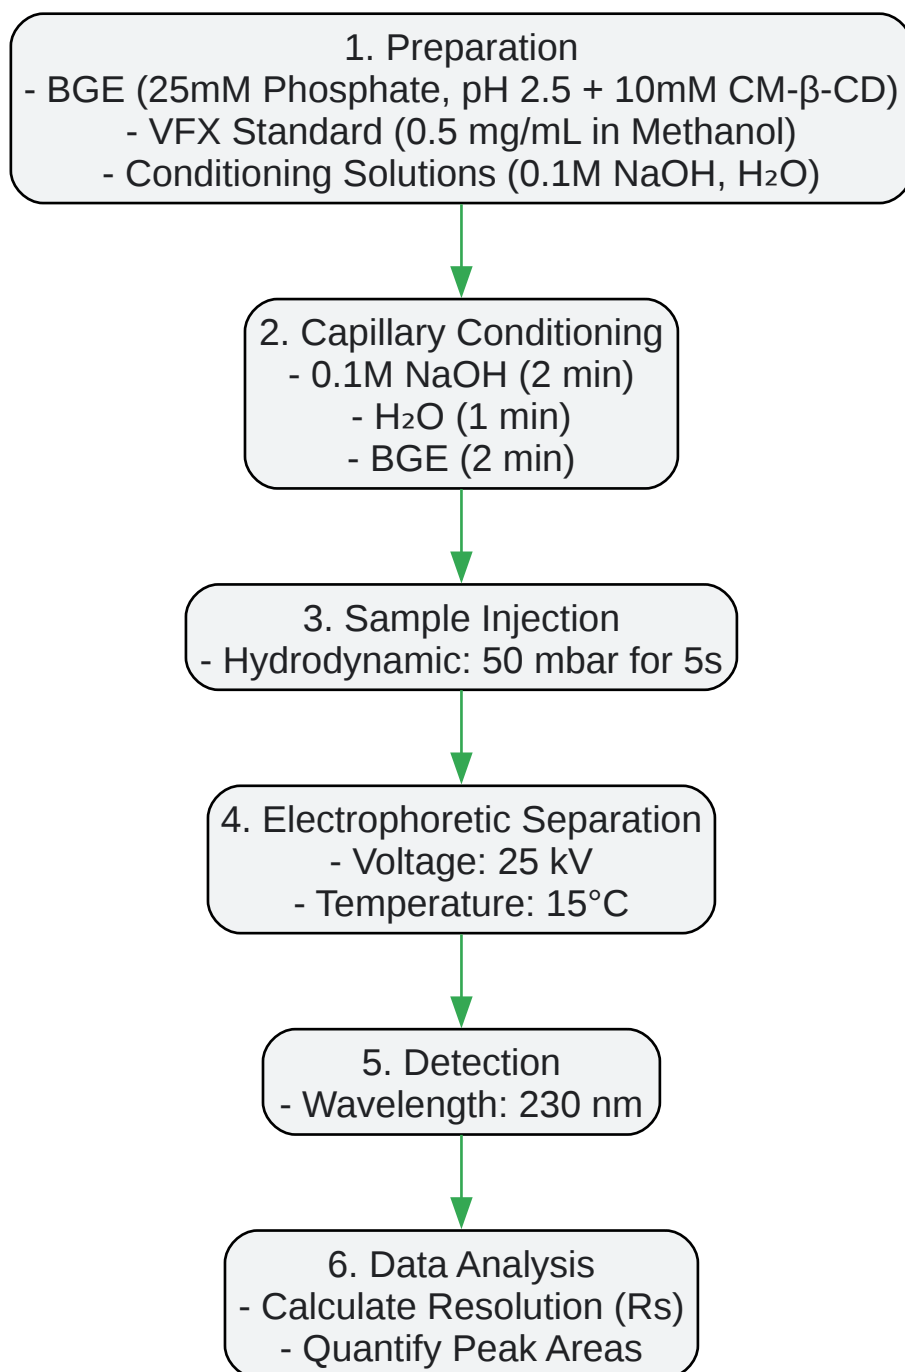 1. Preparation
- BGE (25mM Phosphate, pH 2.5 + 10mM CM-β-CD)
- VFX Standard (0.5 mg/mL in Methanol)
- Conditioning Solutions (0.1M NaOH, H₂O)
2. Capillary Conditioning
- 0.1M NaOH (2 min)
- H₂O (1 min)
- BGE (2 min)
3. Sample Injection
- Hydrodynamic: 50 mbar for 5s
4. Electrophoretic Separation
- Voltage: 25 kV
- Temperature: 15°C
5. Detection
- Wavelength: 230 nm
6. Data Analysis
- Calculate Resolution (Rs)
- Quantify Peak Areas